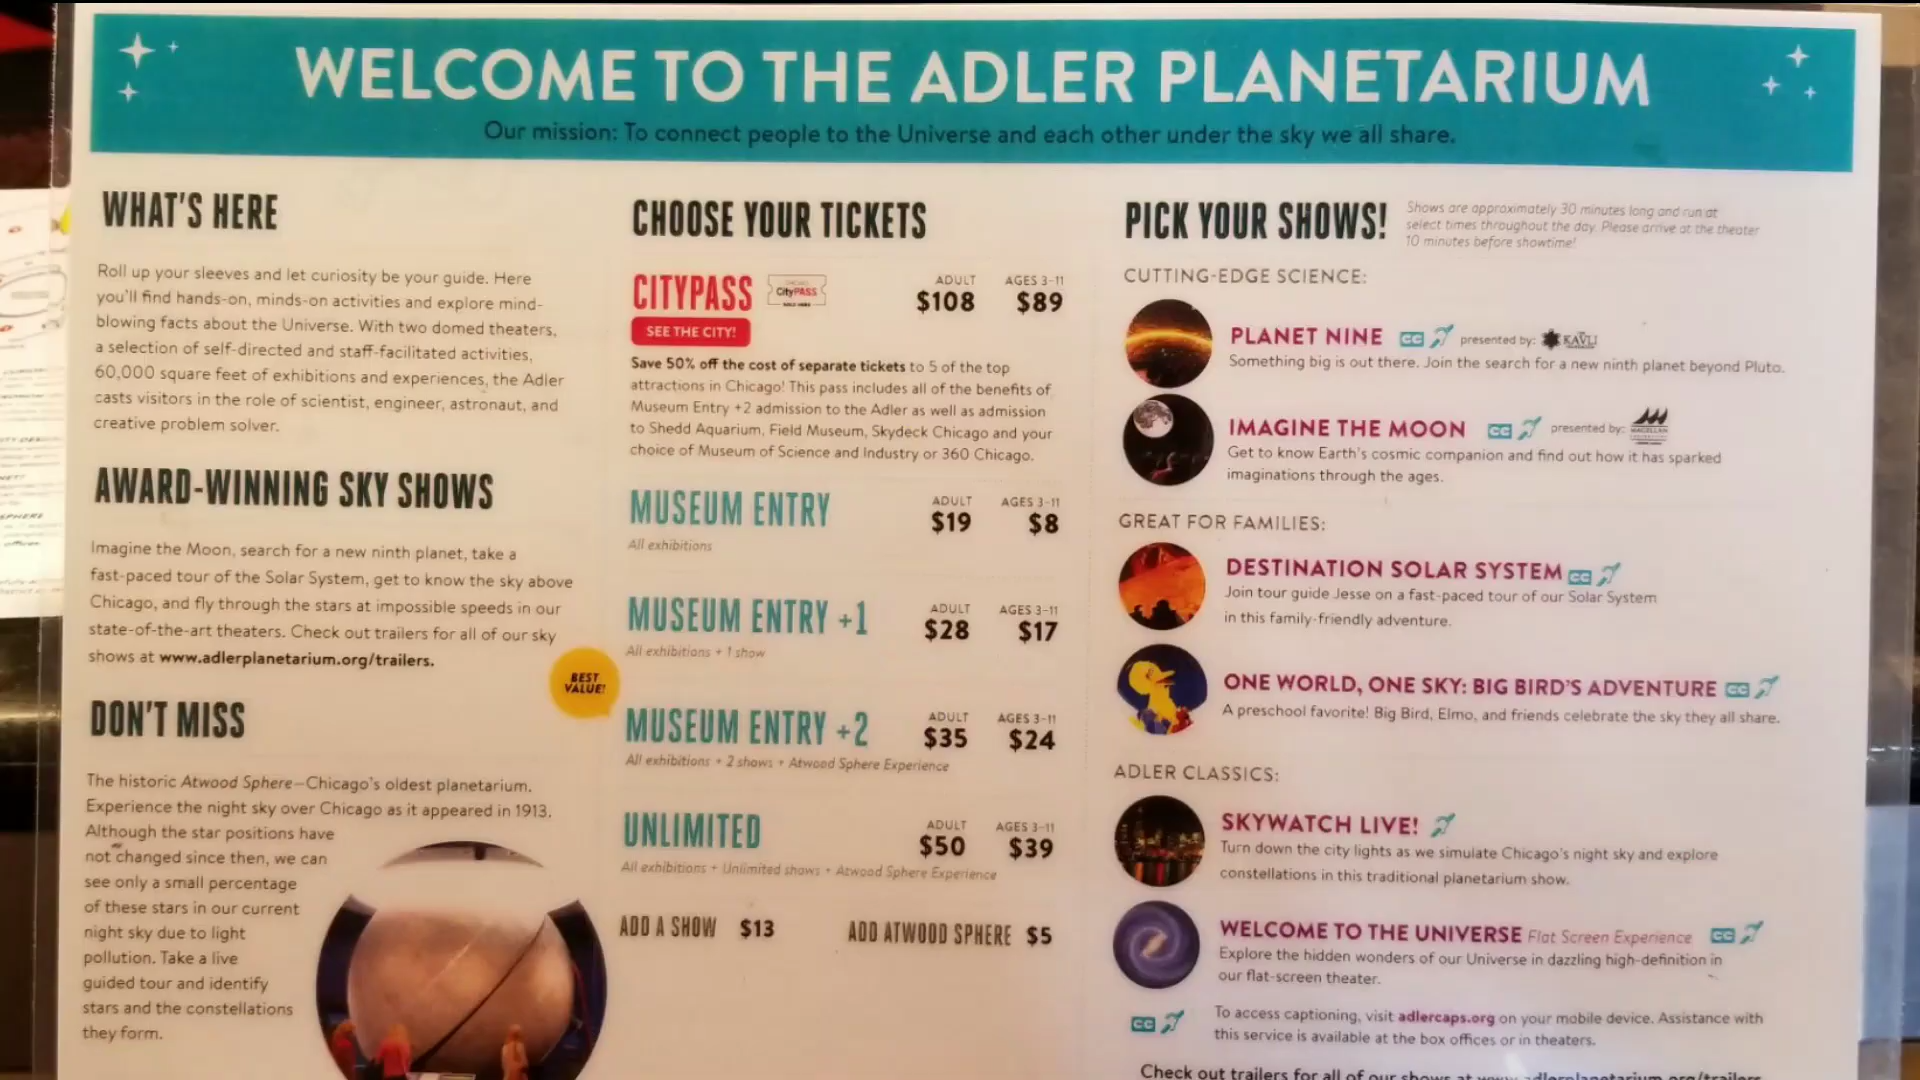 WELCOME TO THE ADLER PLANETARIUM
Our mission: To connect people to the Universe and each other under the sky we all share.
WHAT'S HERE
Roll up your sleeves and let curiosity be your guide. Here
you'll find hands-on, minds-on activities and explore mind-
blowing facts about the Universe. With two domed theaters,
a selection of self-directed and staff-facilitated activities,
60,000 square feet of exhibitions and experiences, the Adler
casts visitors in the role of scientist, engineer, astronaut, and
creative problem solver.
AWARD-WINNING SKY SHOWS
Imagine the Moon, search for a new ninth planet, take a
fast-paced tour of the Solar System, get to know the sky above
Chicago, and fly through the stars at impossible speeds in our
state-of-the-art theaters. Check out trailers for all of our sky
shows at www.adlerplanetarium.org/trailers.
DON'T MISS
The historic Atwood Sphere—Chicago's oldest planetarium.
Experience the night sky over Chicago as it appeared in 1913.
Although the star positions have
not changed since then, we can
see only a small percentage
of these stars in our current
night sky due to light
pollution. Take a live
guided tour and identify
stars and the constellations
they form.
CHOOSE YOUR TICKETS
CITYPASS CityPASS ADULT AGES 3-11
$108 $89
SEE THE CITY!
Save 50% off the cost of separate tickets to 5 of the top
attractions in Chicago! This pass includes all of the benefits of
Museum Entry +2 admission to the Adler as well as admission
to Shedd Aquarium, Field Museum, Skydeck Chicago and your
choice of Museum of Science and Industry or 360 Chicago.
MUSEUM ENTRY ADULT AGES 3-11
$19 $8
All exhibitions
MUSEUM ENTRY +1 ADULT AGES 3-11
$28 $17
All exhibitions + 1 show
BEST
VALUE!
MUSEUM ENTRY +2 ADULT AGES 3-11
$35 $24
All exhibitions + 2 shows + Atwood Sphere Experience
UNLIMITED ADULT AGES 3-11
$50 $39
All exhibitions + Unlimited shows + Atwood Sphere Experience
ADD A SHOW $13 ADD ATWOOD SPHERE $5
PICK YOUR SHOWS!
Shows are approximately 30 minutes long and run at
select times throughout the day. Please arrive at the theater
10 minutes before showtime!
CUTTING-EDGE SCIENCE:
PLANET NINE CC presented by: KAVLI
Something big is out there. Join the search for a new ninth planet beyond Pluto.
IMAGINE THE MOON CC presented by: MAGELLAN
Get to know Earth's cosmic companion and find out how it has sparked
imaginations through the ages.
GREAT FOR FAMILIES:
DESTINATION SOLAR SYSTEM CC
Join tour guide Jesse on a fast-paced tour of our Solar System
in this family-friendly adventure.
ONE WORLD, ONE SKY: BIG BIRD'S ADVENTURE CC
A preschool favorite! Big Bird, Elmo, and friends celebrate the sky they all share.
ADLER CLASSICS:
SKYWATCH LIVE!
Turn down the city lights as we simulate Chicago's night sky and explore
constellations in this traditional planetarium show.
WELCOME TO THE UNIVERSE Flat Screen Experience CC
Explore the hidden wonders of our Universe in dazzling high-definition in
our flat-screen theater.
CC To access captioning, visit adlercaps.org on your mobile device. Assistance with
this service is available at the box offices or in theaters.
Check out trailers for all of our shows at www.adlerplanetarium.org/trailers